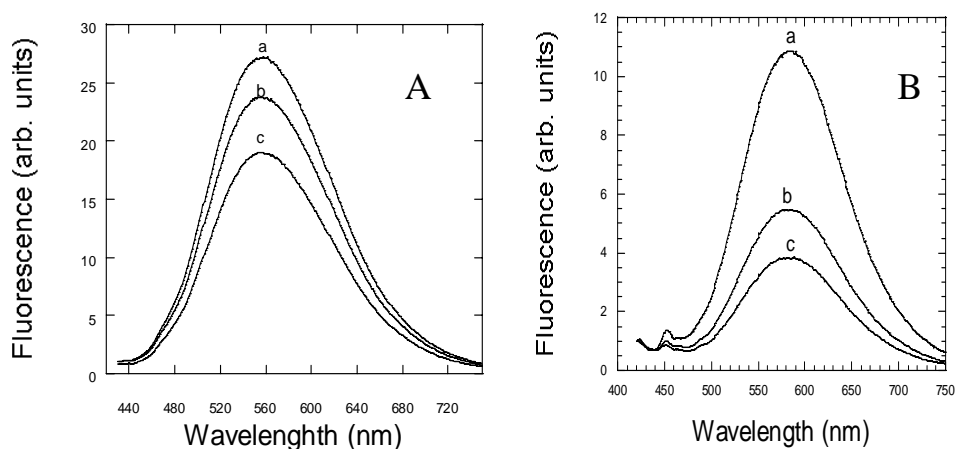 Fluorescence (arb. units)
30
25
20
15
10
5
0
a
b
c
A
440 480 520 560 600 640 680 720
Wavelenghth (nm)
Fluorescence (arb. units)
12
10
8
6
4
2
0
a
b
c
B
400 450 500 550 600 650 700 750
Wavelength (nm)